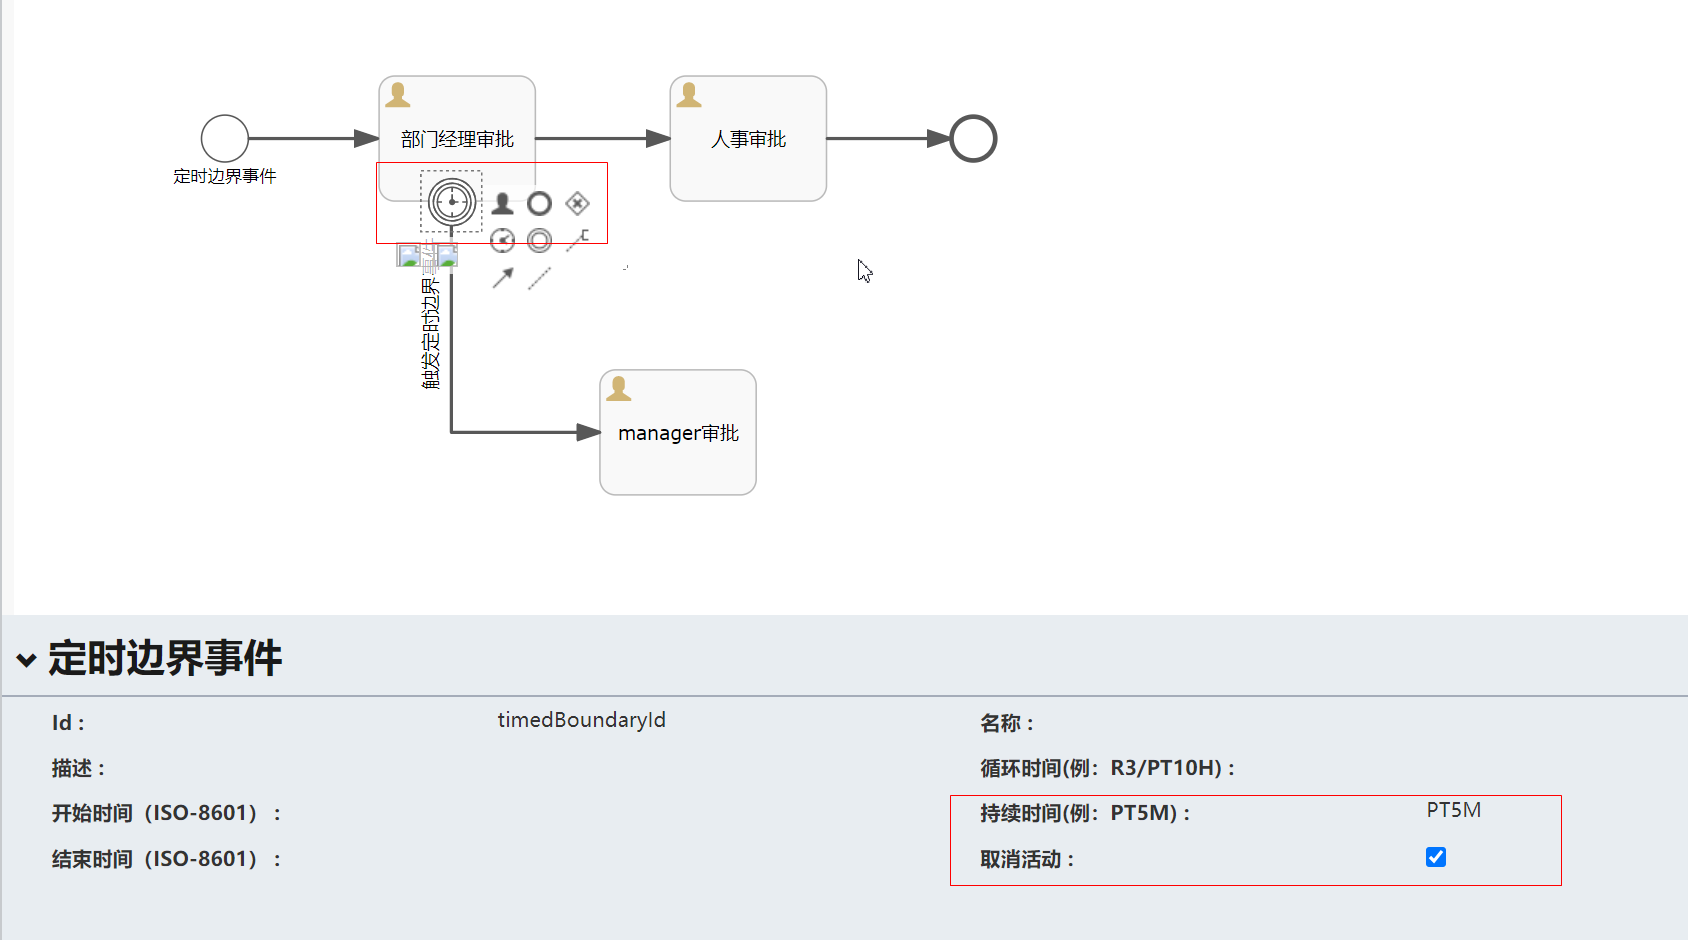 部门经理审批
人事审批
定时边界事件
触发定时边界事件
manager审批
定时边界事件
Id :
timedBoundaryId
名称 :
描述 :
循环时间(例：R3/PT10H) :
开始时间（ISO-8601） :
持续时间(例：PT5M) :
PT5M
结束时间（ISO-8601） :
取消活动 :